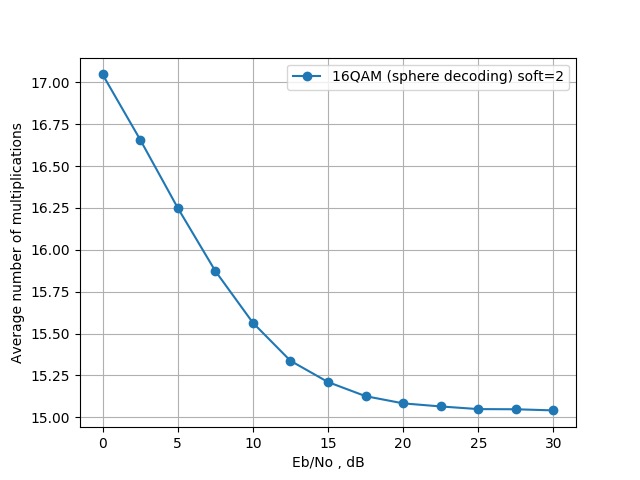 16QAM (sphere decoding) soft=2
Average number of multiplications
17.00
16.75
16.50
16.25
16.00
15.75
15.50
15.25
15.00
0 5 10 15 20 25 30
Eb/No , dB